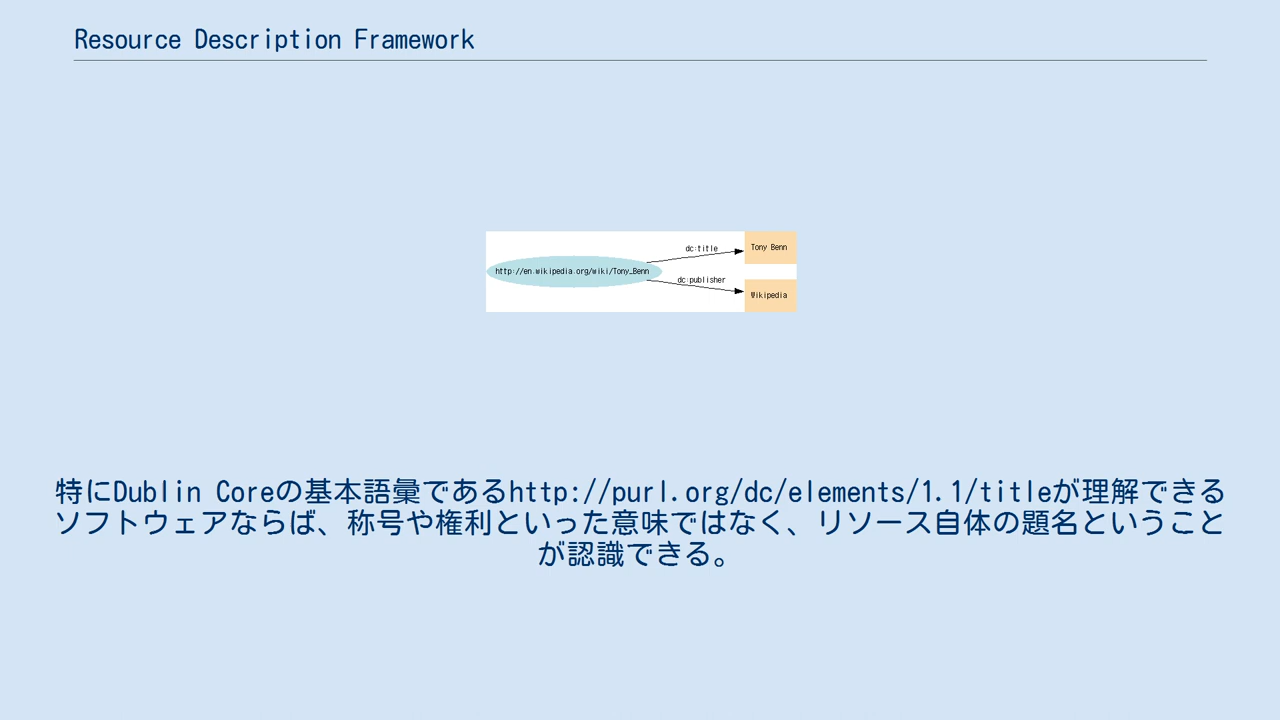 Resource Description Framework
dc:title
Tony Benn
http://en.wikipedia.org/wiki/Tony_Benn
dc:publisher
Wikipedia
特にDublin Coreの基本語彙であるhttp://purl.org/dc/elements/1.1/titleが理解できる
ソフトウェアならば、称号や権利といった意味ではなく、リソース自体の題名ということ
が認識できる。